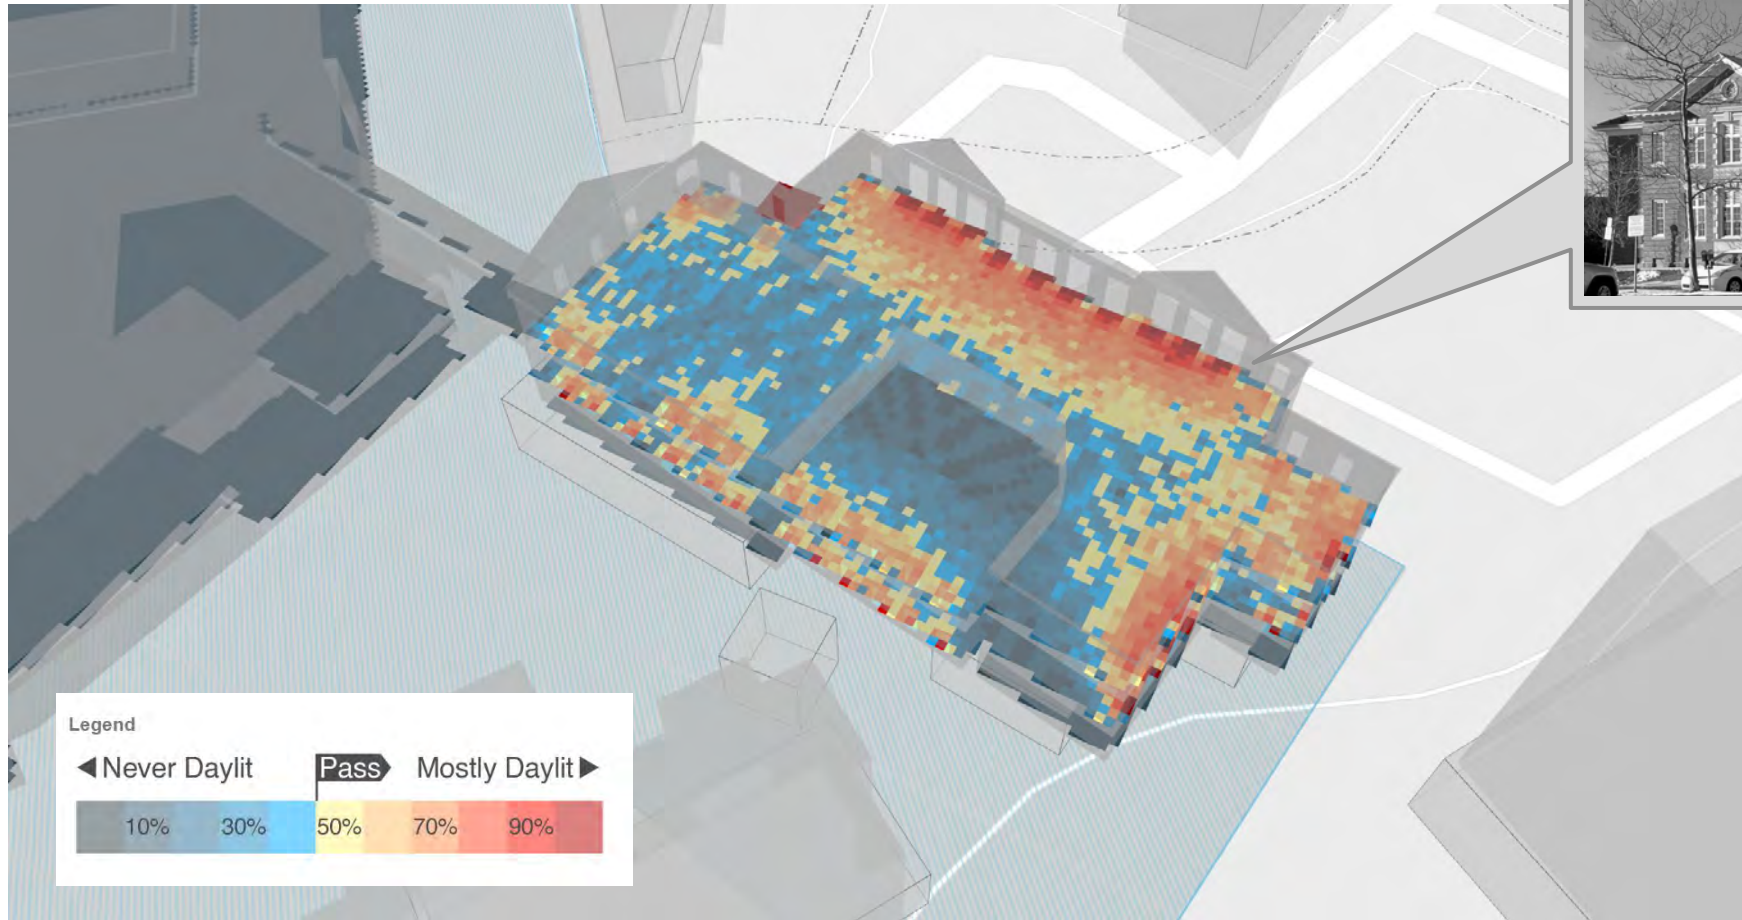 Legend
◀ Never Daylit Pass Mostly Daylit ▶
10% 30% 50% 70% 90%